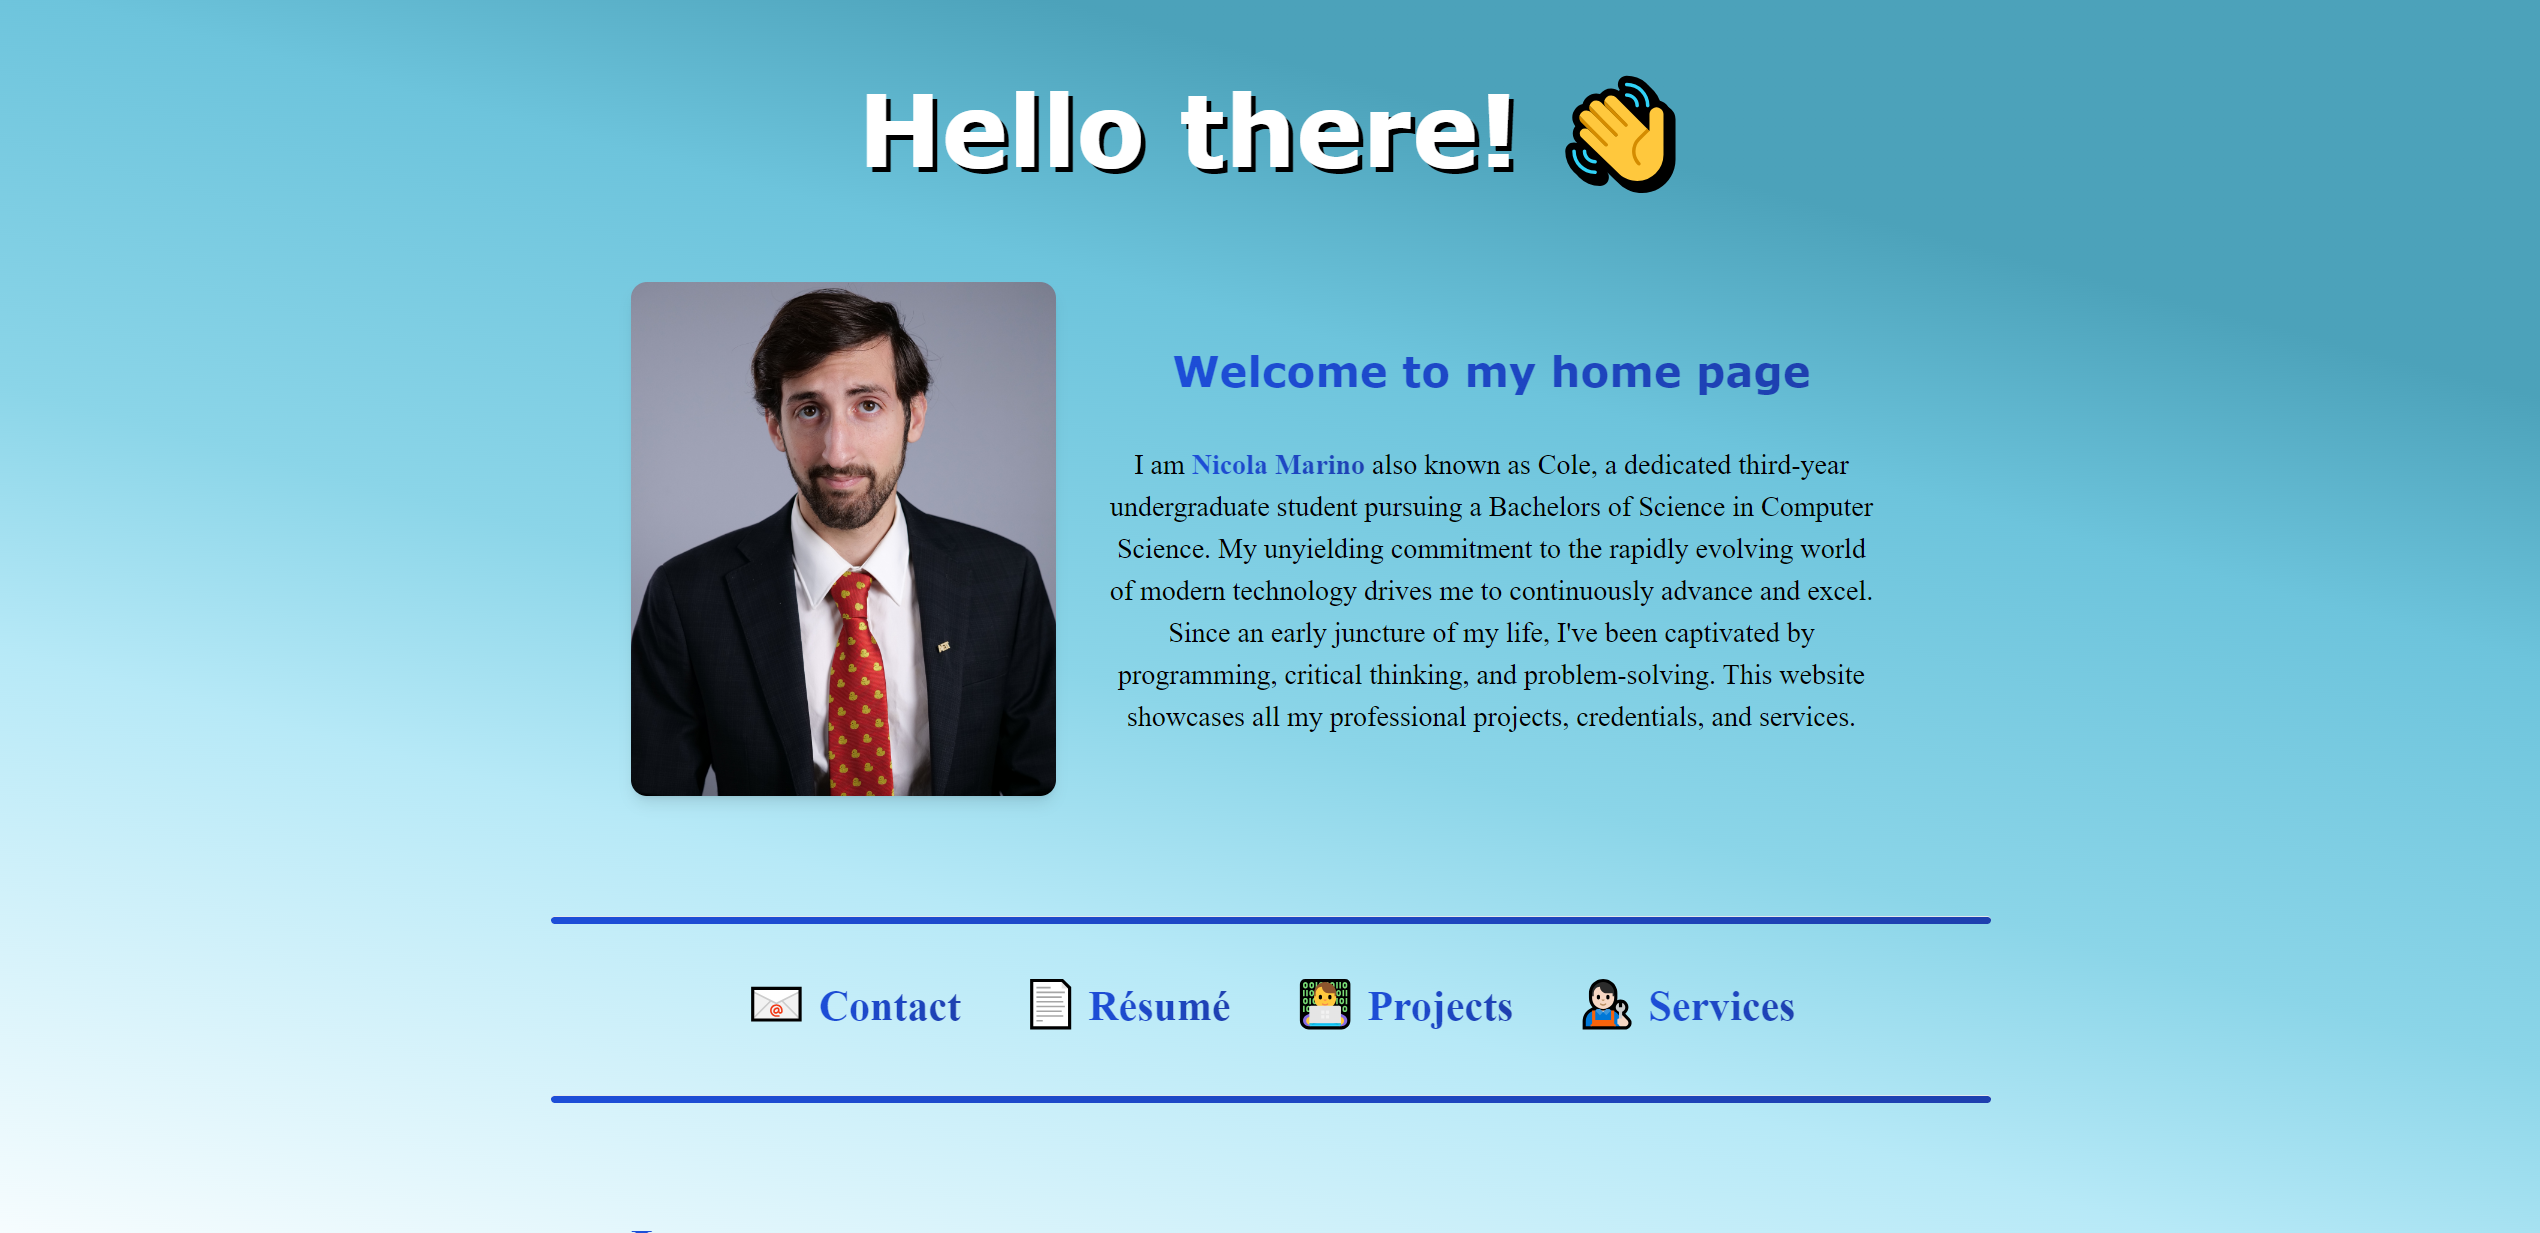 Hello there! 👋
Welcome to my home page
I am Nicola Marino also known as Cole, a dedicated third-year
undergraduate student pursuing a Bachelors of Science in Computer
Science. My unyielding commitment to the rapidly evolving world
of modern technology drives me to continuously advance and excel.
Since an early juncture of my life, I've been captivated by
programming, critical thinking, and problem-solving. This website
showcases all my professional projects, credentials, and services.
Contact Résumé Projects Services